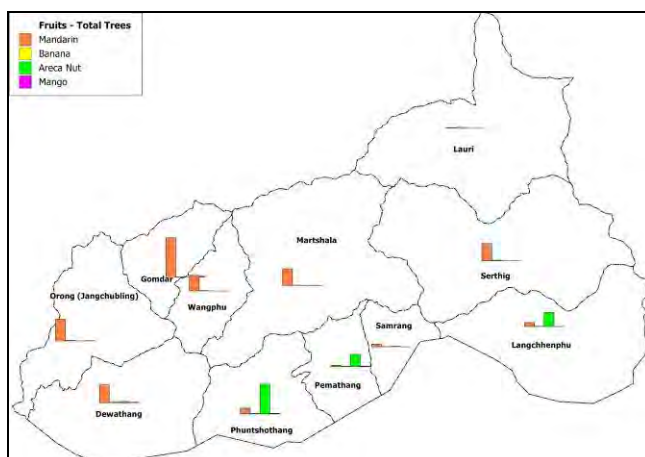 Fruits - Total Trees
Mandarin
Banana
Areca Nut
Mango
Lauri
Martshala
Serthig
Gomdar
Orong (Jangchubling)
Wangphu
Samrang
Langchhenphu
Pemathang
Dewathang
Phuntshothang